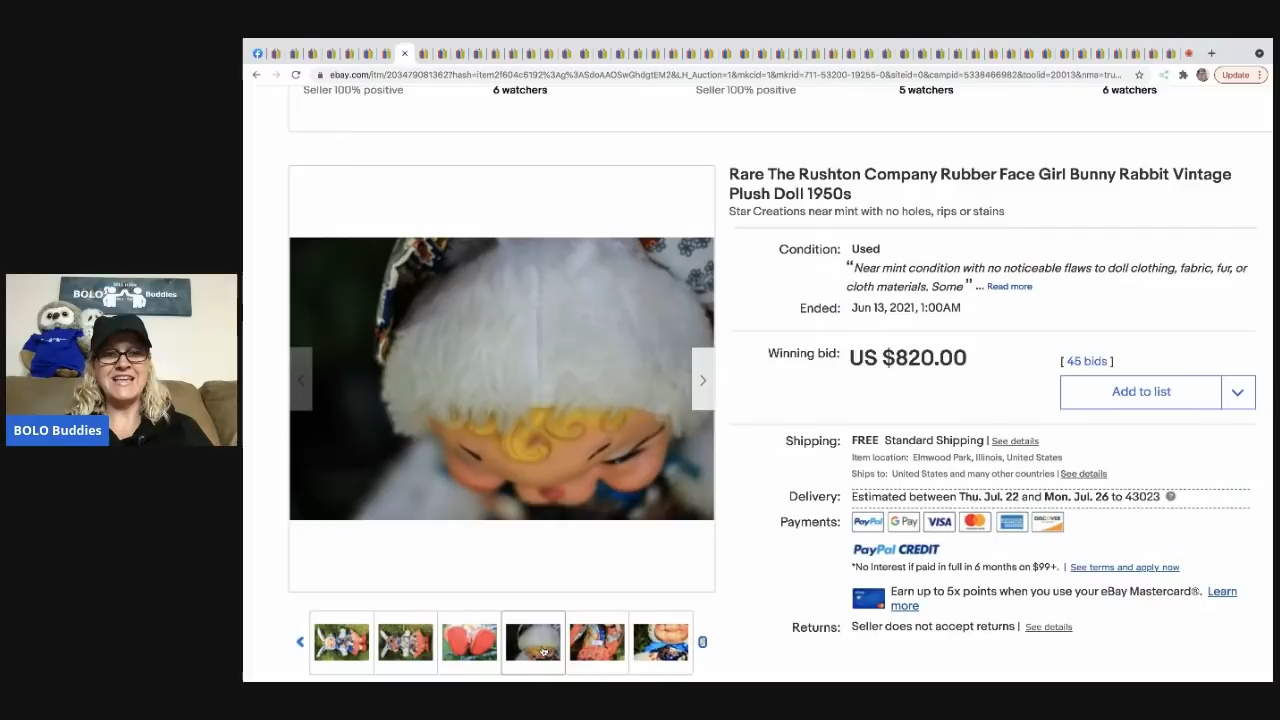 Update
ebay.com/itm/203479081362?hash=item2f604c6192%3Ag%3ASdoAAOSwGhdgtEM2&LH_Auction=1&mkcid=1&mkrid=711-53200-19255-0&siteid=0&campid=5338466982&toolid=20013&nma=tru...
Seller 100% positive
6 watchers
Seller 100% positive
5 watchers
6 watchers
Rare The Rushton Company Rubber Face Girl Bunny Rabbit Vintage
Plush Doll 1950s
Star Creations near mint with no holes, rips or stains
Condition: Used
“Near mint condition with no noticeable flaws to doll clothing, fabric, fur, or
cloth materials. Some” ... Read more
Ended: Jun 13, 2021, 1:00AM
Winning bid: US $820.00 [ 45 bids ]
Add to list
Shipping: FREE Standard Shipping | See details
Item location: Elmwood Park, Illinois, United States
Ships to: United States and many other countries | See details
Delivery: Estimated between Thu. Jul. 22 and Mon. Jul. 26 to 43023
Payments: PayPal G Pay VISA
DISCOVER
PayPal CREDIT
*No Interest if paid in full in 6 months on $99+. | See terms and apply now
Earn up to 5x points when you use your eBay Mastercard®. Learn
more
Returns: Seller does not accept returns | See details
BOLO Buddies
BOLO Buddies